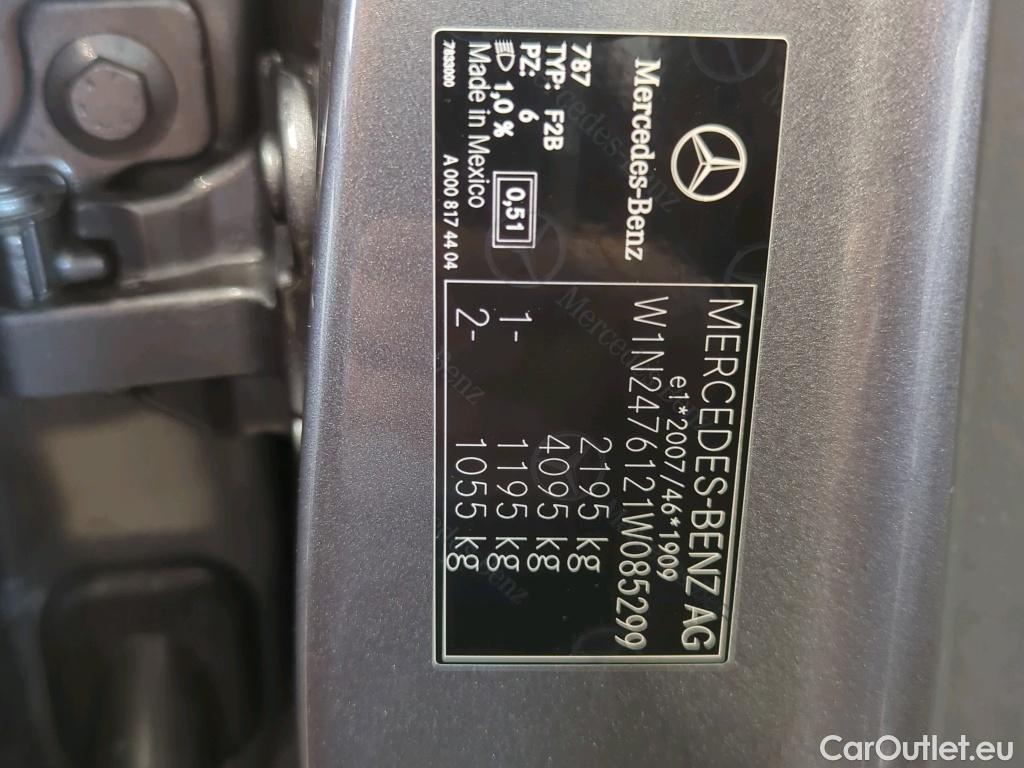 Mercedes-Benz
787
TYP: F2B
PZ: 6
1,0 %
0,51
Made in Mexico
7833000
A 000 817 44 04
MERCEDES-BENZ AG
e1*2007/46*1909
W1N2476121W085299
2195 kg
4095 kg
1- 1195 kg
2- 1055 kg
CarOutlet.eu